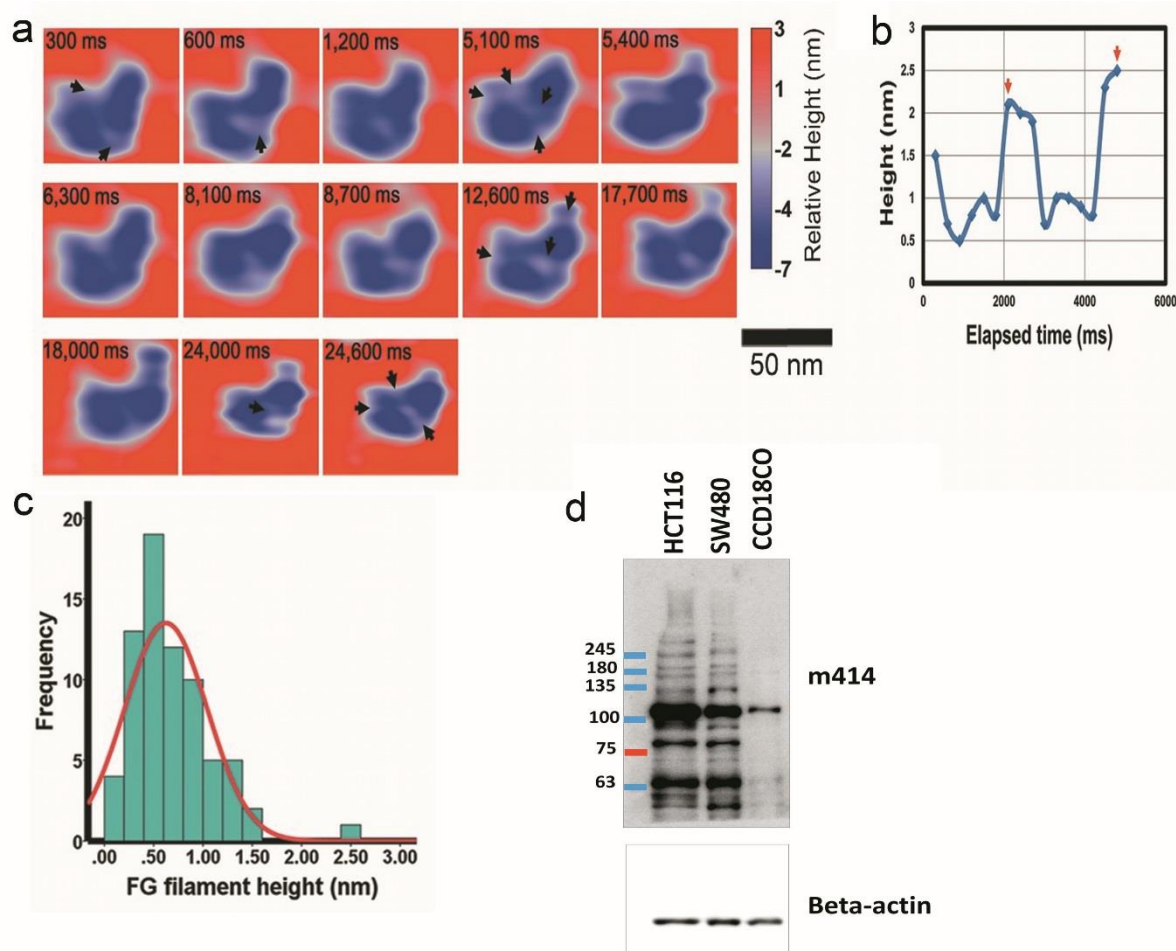 a
300 ms
600 ms
1,200 ms
5,100 ms
5,400 ms
6,300 ms
8,100 ms
8,700 ms
12,600 ms
17,700 ms
18,000 ms
24,000 ms
24,600 ms
3
1
-2
-4
-7
Relative Height (nm)
50 nm
b
3
2.5
2
1.5
1
0.5
0
Height (nm)
0 2000 4000 6000
Elapsed time (ms)
c
20
15
10
5
0
Frequency
.00 .50 1.00 1.50 2.00 2.50 3.00
FG filament height (nm)
d
HCT116
SW480
CCD18CO
245
180
135
100
75
63
m414
Beta-actin